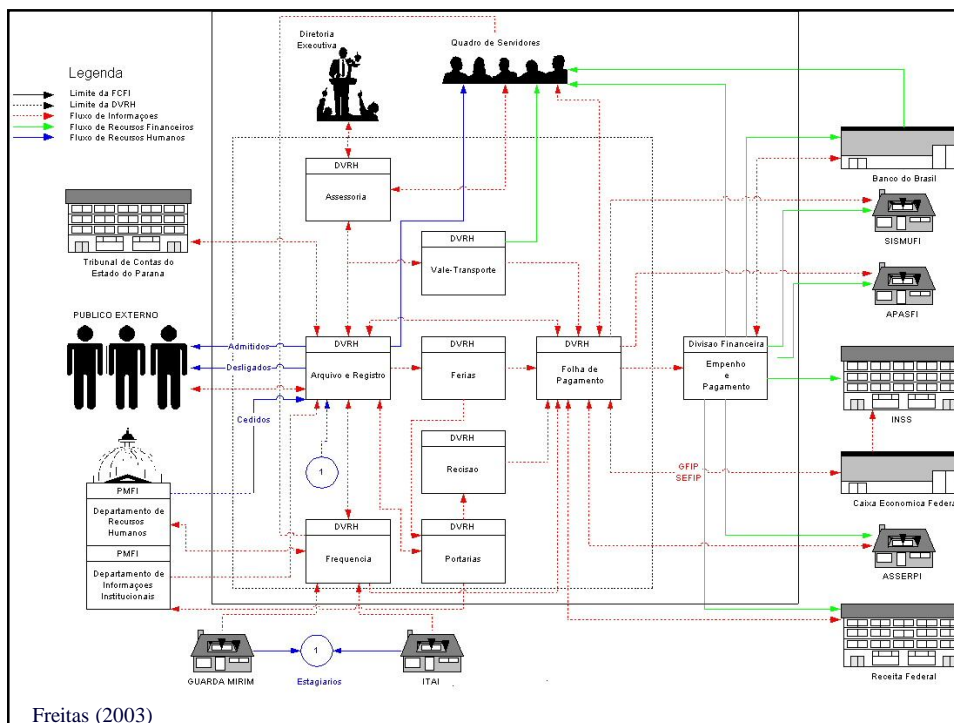 Diretoria
Executiva
Quadro de Servidores
Legenda
Limite da FCFI
Limite da DVRH
Fluxo de Informações
Fluxo de Recursos Financeiros
Fluxo de Recursos Humanos
DVRH
Assessoria
Banco do Brasil
SISMUFI
Tribunal de Contas do
Estado do Parana
DVRH
Vale-Transporte
APASFI
PUBLICO EXTERNO
Admitidos
Desligados
Cedidos
DVRH
Arquivo e Registro
DVRH
Ferias
DVRH
Folha de
Pagamento
Divisao Financeira
Empenho
e
Pagamento
INSS
1
DVRH
Recisao
GFIP
SEFIP
Caixa Economica Federal
PMFI
Departamento de
Recursos
Humanos
PMFI
Departamento de
Informaçoes
Institucionais
DVRH
Frequencia
DVRH
Portarias
ASSERPI
GUARDA MIRIM
1
Estagiarios
ITAI
Receita Federal
Freitas (2003)